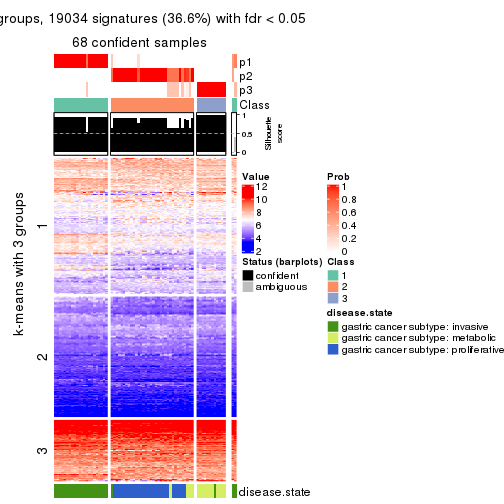 groups, 19034 signatures (36.6%) with fdr < 0.05
68 confident samples
p1
p2
p3
Class
1
0.5
0
Silhouette
score
k-means with 3 groups
1
2
3
Value
12
10
8
6
4
2
Prob
1
0.8
0.6
0.4
0.2
0
Status (barplots)
confident
ambiguous
Class
1
2
3
disease.state
gastric cancer subtype: invasive
gastric cancer subtype: metabolic
gastric cancer subtype: proliferative
disease.state